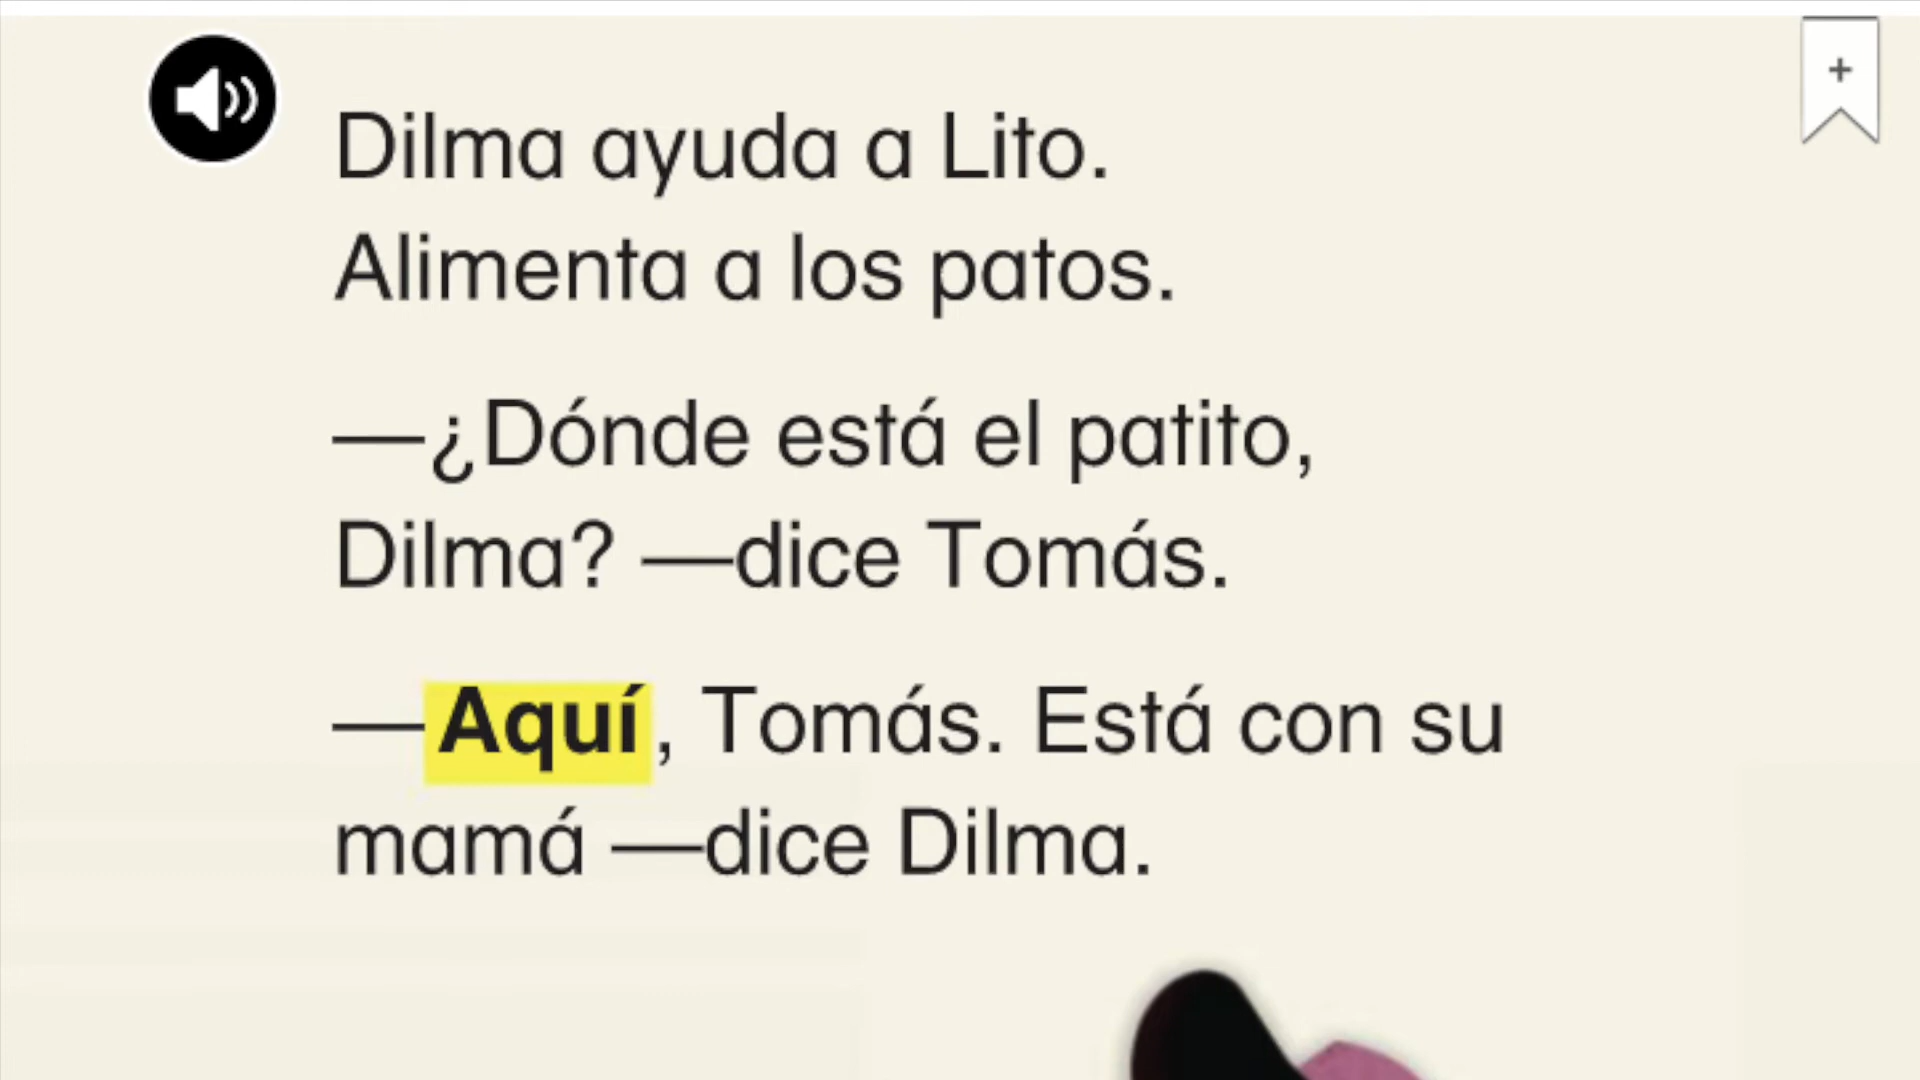 Dilma ayuda a Lito.
Alimenta a los patos.
—¿Dónde está el patito,
Dilma? —dice Tomás.
—Aquí, Tomás. Está con su
mamá —dice Dilma.